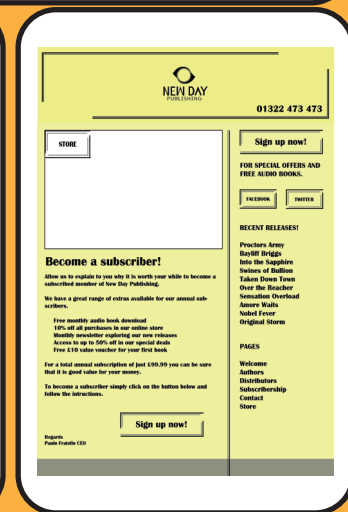 NEW DAY
PUBLISHING
01322 473 473
STORE
Become a subscriber!
Allow us to explain to you why it is worth your while to become a
subscribed member of New Day Publishing.
We have a great range of extras available for our annual sub-
scribers.
Free monthly audio book download
10% off all purchases in our online store
Monthly newsletter exploring our new releases
Access to up to 50% off in our special deals
Free £10 value voucher for your first book
For a total annual subscription of just £99.99 you can be sure
that it is good value for your money.
To become a subscriber simply click on the button below and
follow the intructions.
Sign up now!
Regards
Paulo Fratello CEO
Sign up now!
FOR SPECIAL OFFERS AND
FREE AUDIO BOOKS.
FACEBOOK
TWITTER
RECENT RELEASES!
Proctors Army
Bayliff Briggs
Into the Sapphire
Swines of Bullion
Taken Down Town
Over the Reacher
Sensation Overload
Amore Waits
Nobel Fever
Original Storm
PAGES
Welcome
Authors
Distributors
Subscribership
Contact
Store